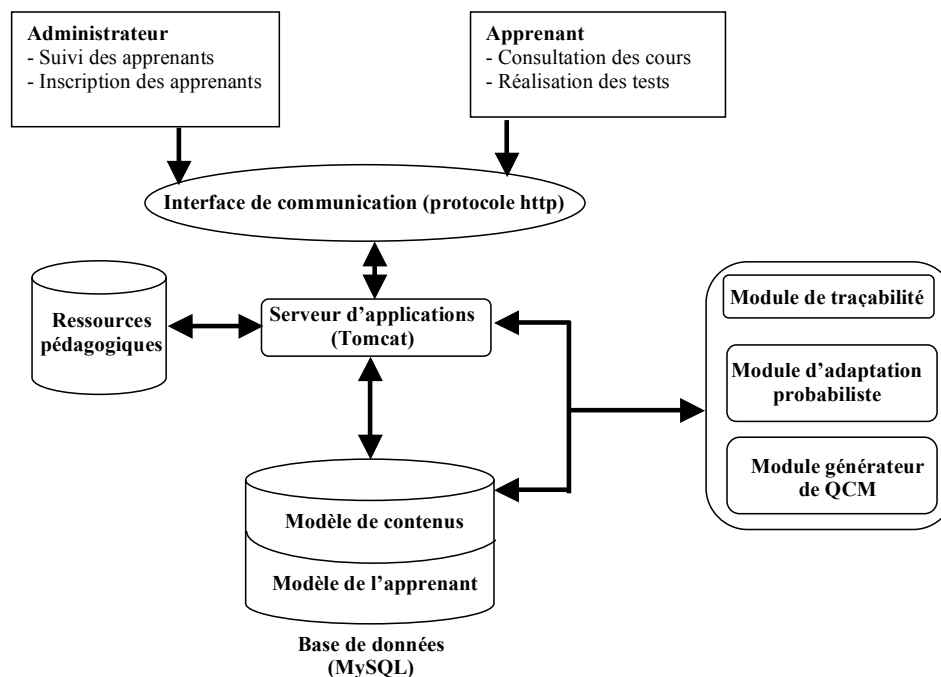 Administrateur
- Suivi des apprenants
- Inscription des apprenants
Apprenant
- Consultation des cours
- Réalisation des tests
Interface de communication (protocole http)
Ressources
pédagogiques
Serveur d’applications
(Tomcat)
Module de traçabilité
Module d’adaptation
probabiliste
Module générateur
de QCM
Modèle de contenus
Modèle de l’apprenant
Base de données
(MySQL)